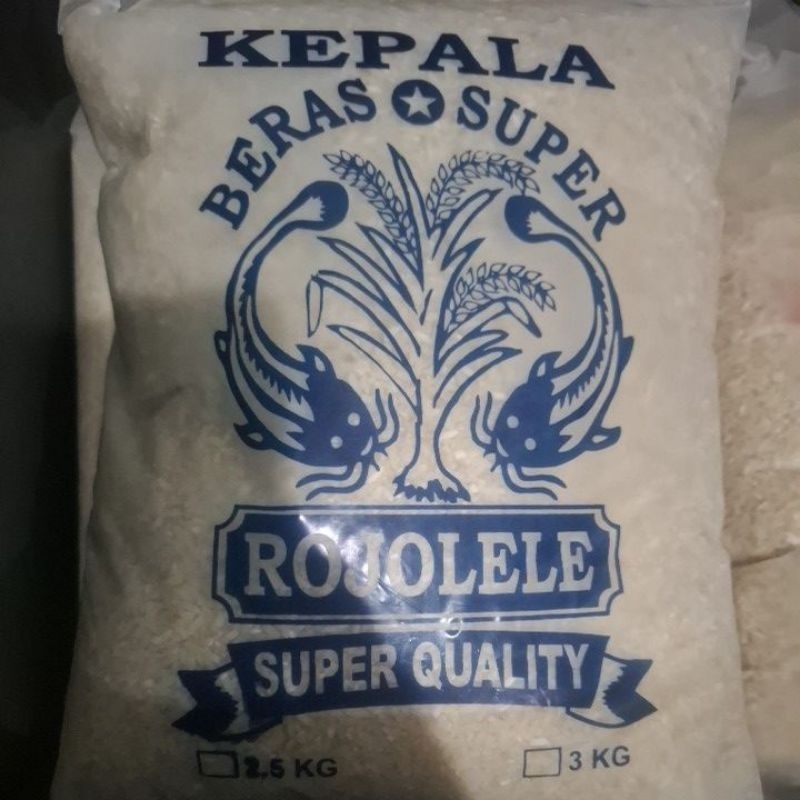 KEPALA
BERAS SUPER
ROJOLELE
SUPER QUALITY
2,5 KG
3 KG